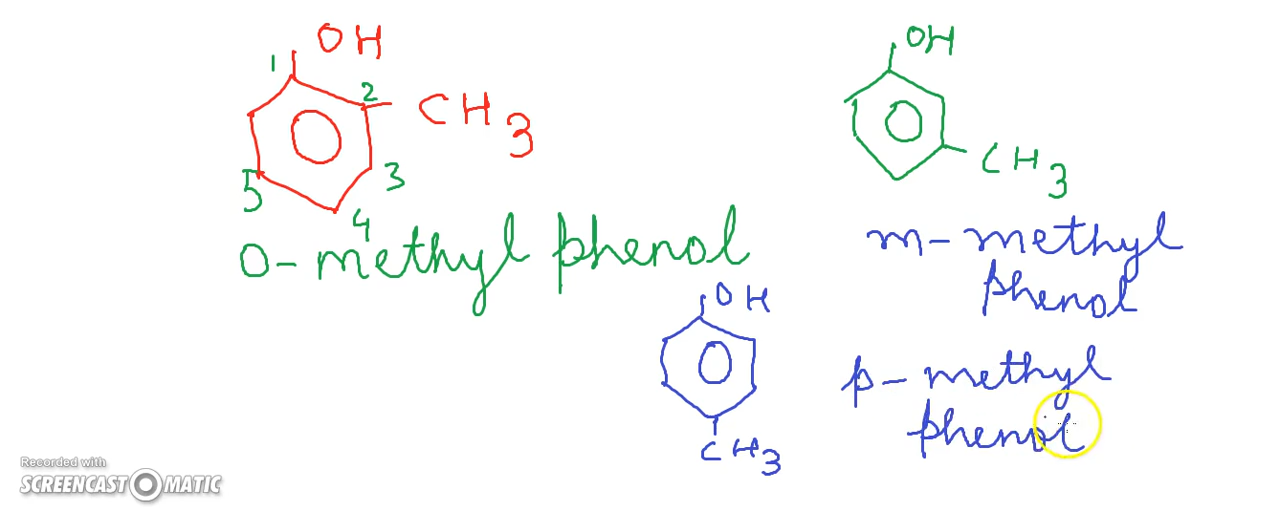 OH
1
2
CH3
3
4
5
O- methyl phenol
OH
CH3
m- methyl
phenol
OH
CH3
p- methyl
phenol
Recorded with
SCREENCAST MATIC